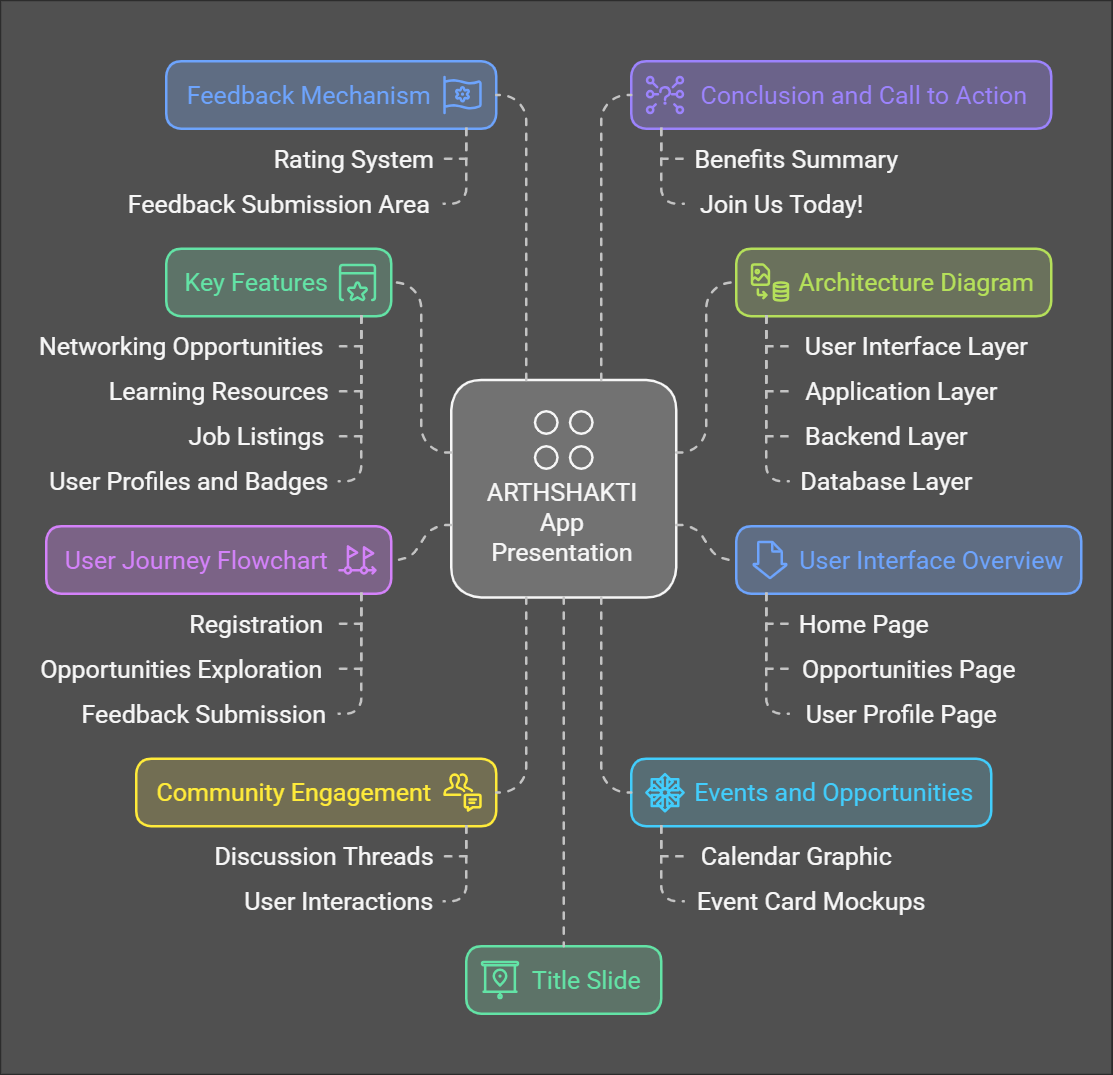 Feedback Mechanism
Rating System
Feedback Submission Area
Conclusion and Call to Action
Benefits Summary
Join Us Today!
Key Features
Networking Opportunities
Learning Resources
Job Listings
User Profiles and Badges
Architecture Diagram
User Interface Layer
Application Layer
Backend Layer
Database Layer
ARTHSHAKTI
App
Presentation
User Journey Flowchart
Registration
Opportunities Exploration
Feedback Submission
User Interface Overview
Home Page
Opportunities Page
User Profile Page
Community Engagement
Discussion Threads
User Interactions
Events and Opportunities
Calendar Graphic
Event Card Mockups
Title Slide